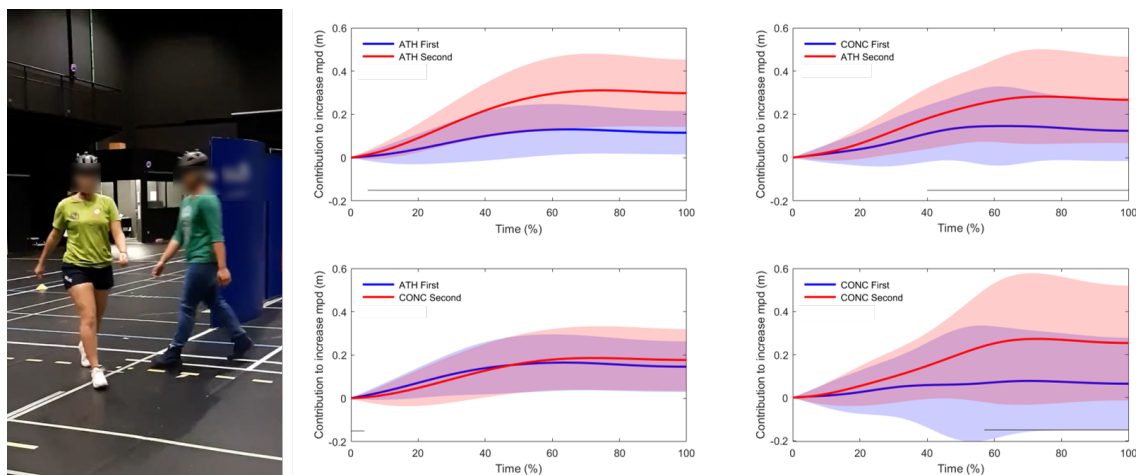 0.6
0.4
0.2
0
-0.2
Contribution to increase mpd (m)
ATH First
ATH Second
0 20 40 60 80 100
Time (%)
0.6
0.4
0.2
0
-0.2
Contribution to increase mpd (m)
CONC First
ATH Second
0 20 40 60 80 100
Time (%)
0.6
0.4
0.2
0
-0.2
Contribution to increase mpd (m)
ATH First
CONC Second
0 20 40 60 80 100
Time (%)
0.6
0.4
0.2
0
-0.2
Contribution to increase mpd (m)
CONC First
CONC Second
0 20 40 60 80 100
Time (%)